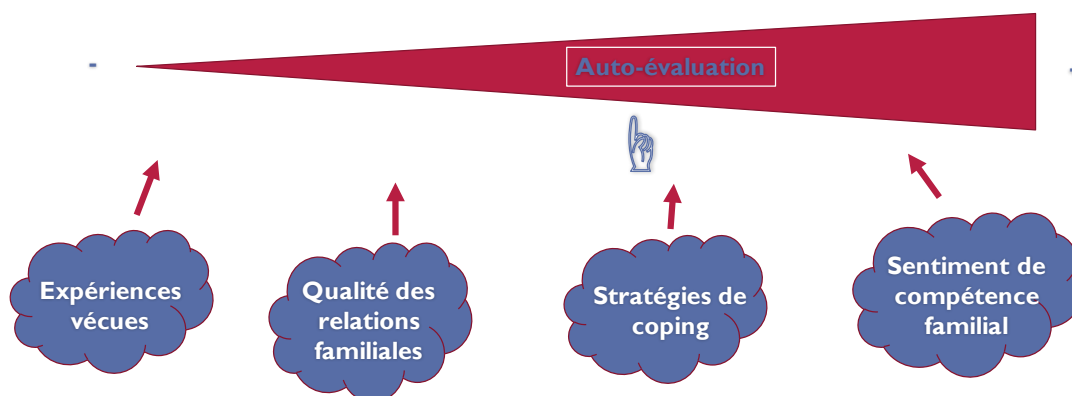 -
Auto-évaluation
Expériences
vécues
Qualité des
relations
familiales
Stratégies de
coping
Sentiment de
compétence
familial